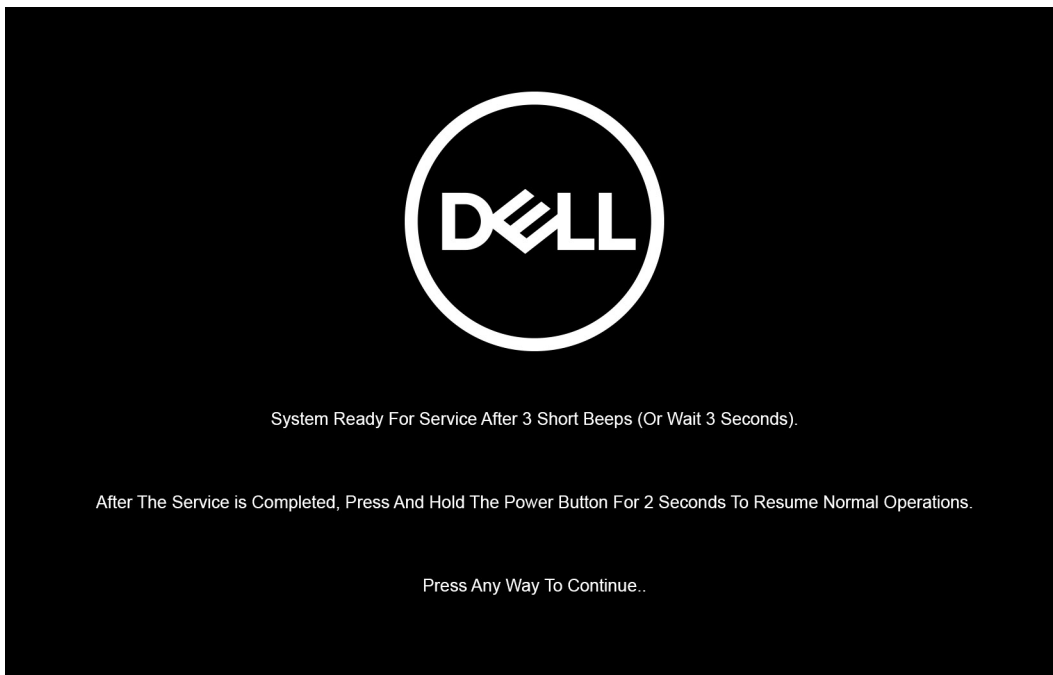 DELL
System Ready For Service After 3 Short Beeps (Or Wait 3 Seconds).
After The Service is Completed, Press And Hold The Power Button For 2 Seconds To Resume Normal Operations.
Press Any Way To Continue..